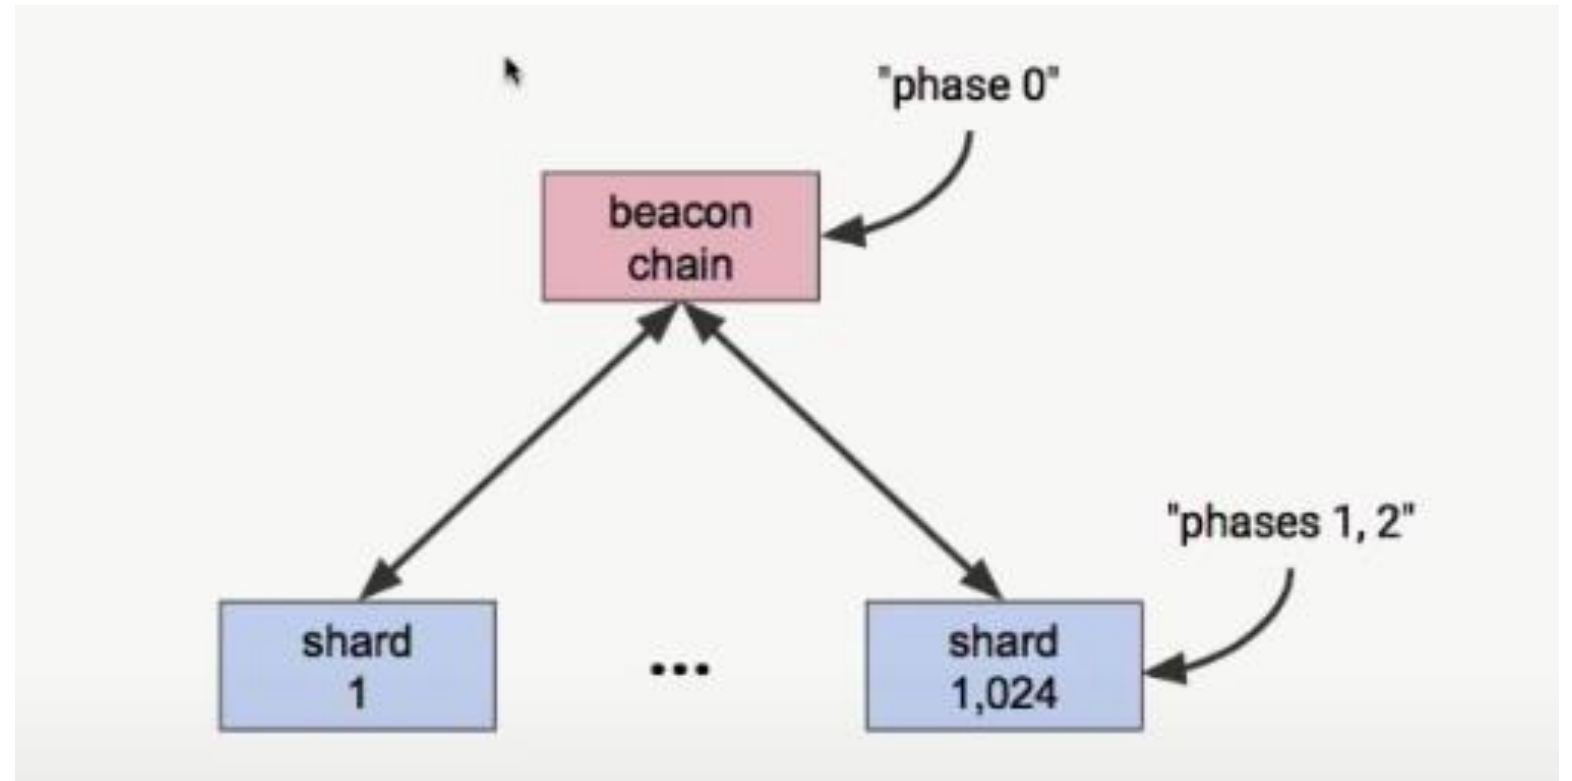 "phase 0"
beacon
chain
"phases 1, 2"
shard
1
...
shard
1,024